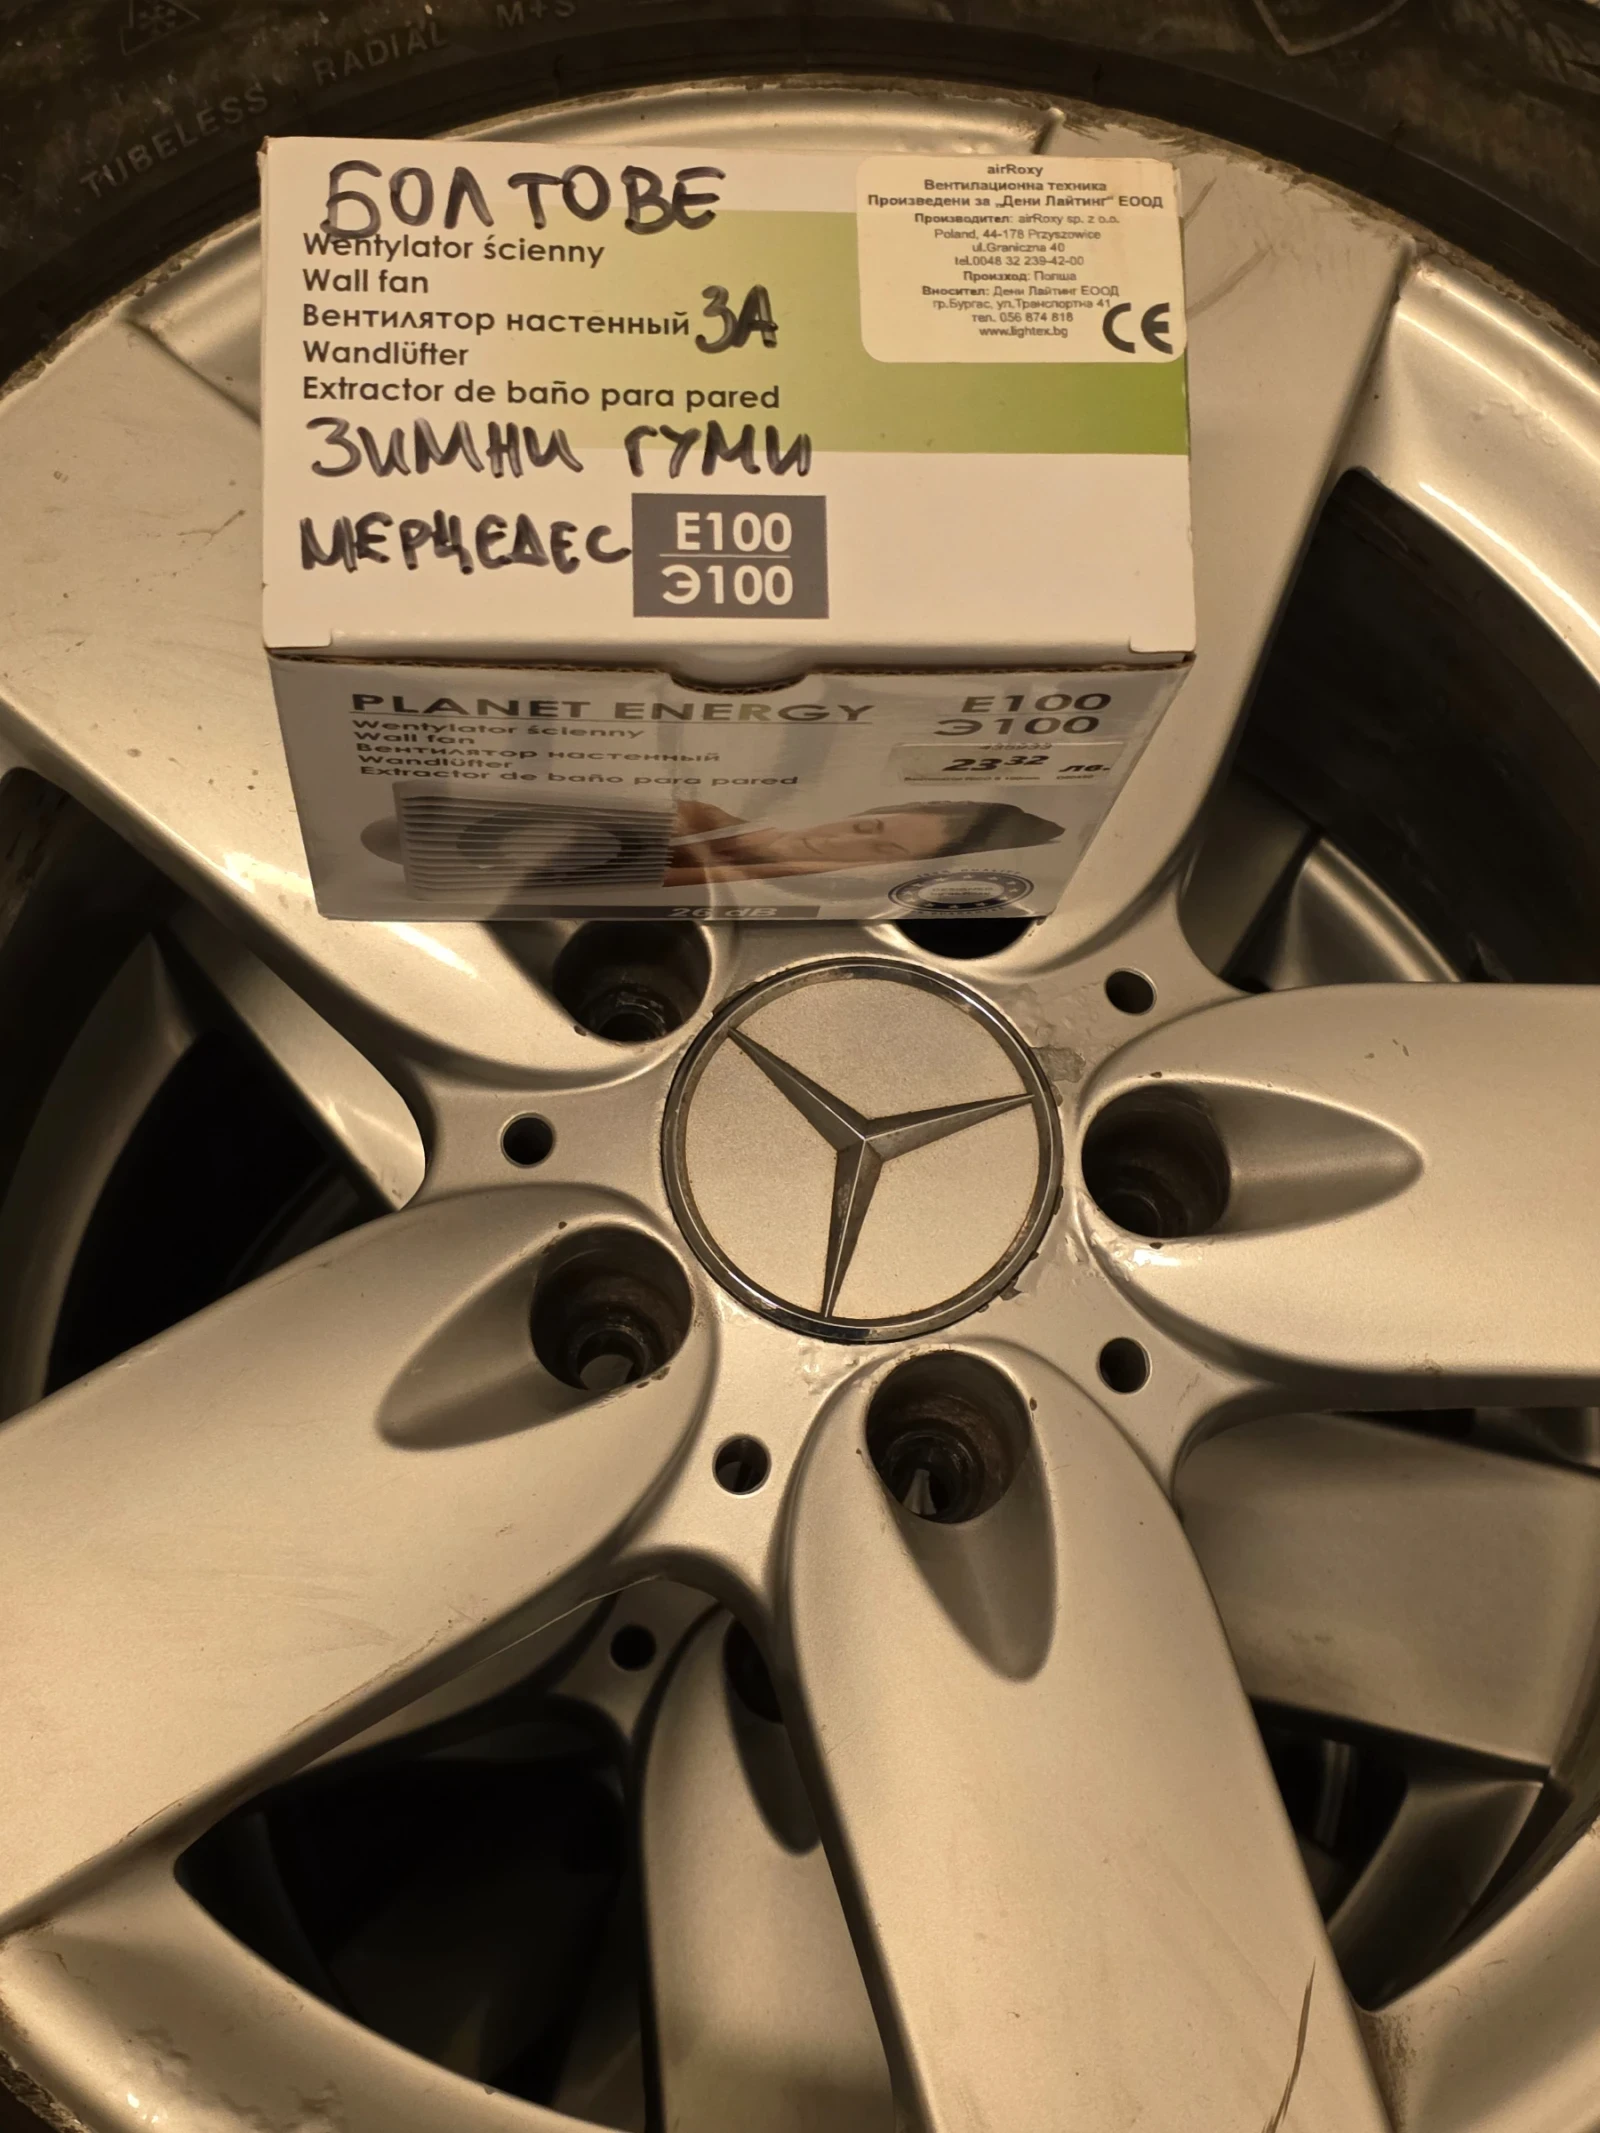 TUBELESS RADIAL M+S
БОЛТОВЕ
Wentylator ścienny
Wall fan
Вентилятор настенный ЗА
Wandlüfter
Extractor de baño para pared
ЗИМНИ ГУМИ
МЕРЦЕДЕС
E100
Э100
airRoxy
Вентилационна техника
Произведени за „Дени Лайтинг" ЕООД
Производител: airRoxy sp. z o.o.
Poland, 44-178 Przyszowice
ul.Graniczna 40
tel.0048 32 239-42-00
Произход: Полша
Вносител: Дени Лайтинг ЕООД
гр.Бургас, ул.Транспортна 41
тел. 056 874 818
www.lightex.bg
CE
PLANET ENERGY
Wentylator ścienny
Wall fan
Вентилятор настенный
Wandlüfter
Extractor de baño para pared
E100
Э100
23 32 лв.
26 dB